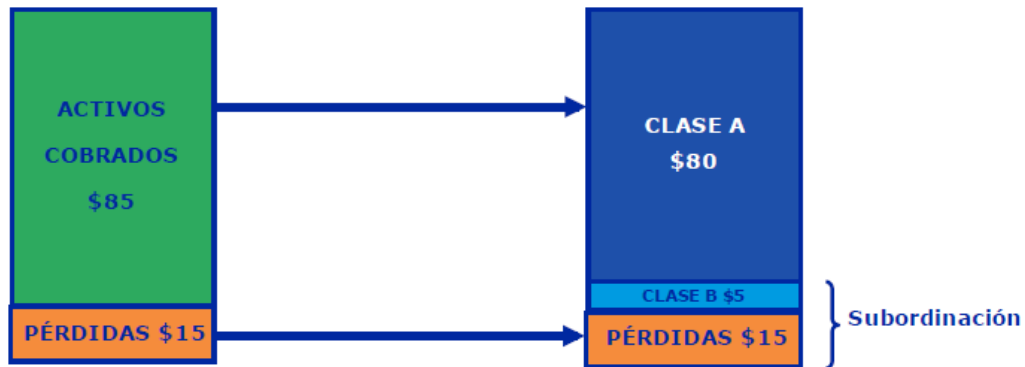 ACTIVOS
COBRADOS
$85
PÉRDIDAS $15
CLASE A
$80
CLASE B $5
PÉRDIDAS $15
Subordinación